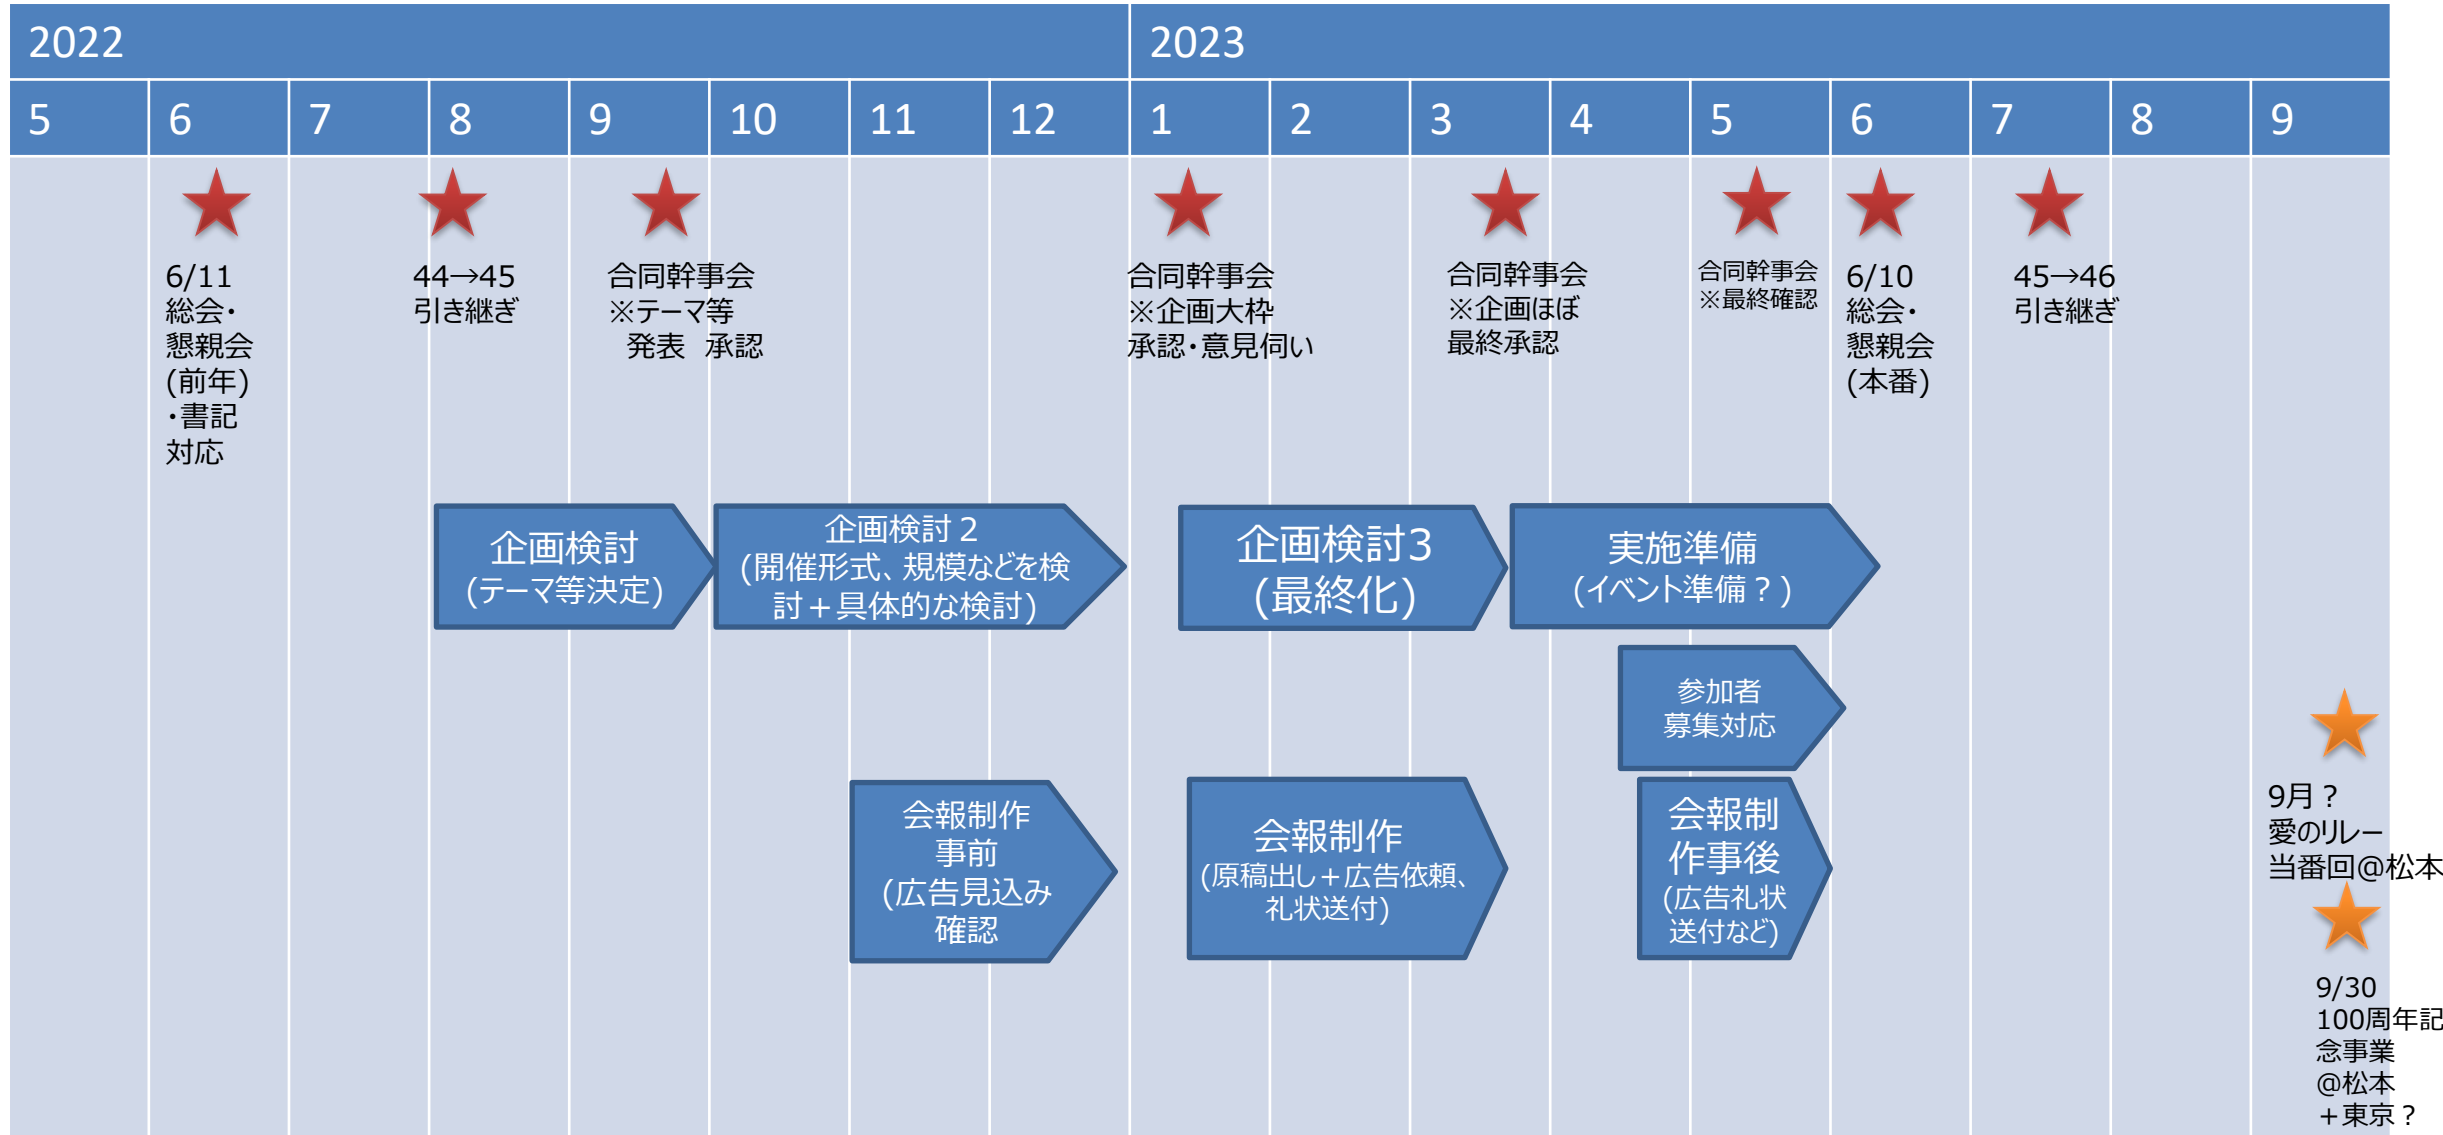 2022
2023
5
6
7
8
9
10
11
12
1
2
3
4
5
6
7
8
9
6/11
総会・
懇親会
(前年)
・書記
対応
44→45
引き継ぎ
合同幹事会
※テーマ等
発表　承認
合同幹事会
※企画大枠
承認・意見伺い
合同幹事会
※企画ほぼ
最終承認
合同幹事会
※最終確認
6/10
総会・
懇親会
(本番)
45→46
引き継ぎ
企画検討
(テーマ等決定)
企画検討２
(開催形式、規模などを検
討＋具体的な検討)
企画検討3
(最終化)
実施準備
(イベント準備？)
参加者
募集対応
会報制作
事前
(広告見込み
確認
会報制作
(原稿出し＋広告依頼、
礼状送付)
会報制
作事後
(広告礼状
送付など)
9月？
愛のリレー
当番回@松本
9/30
100周年記
念事業
@松本
＋東京？